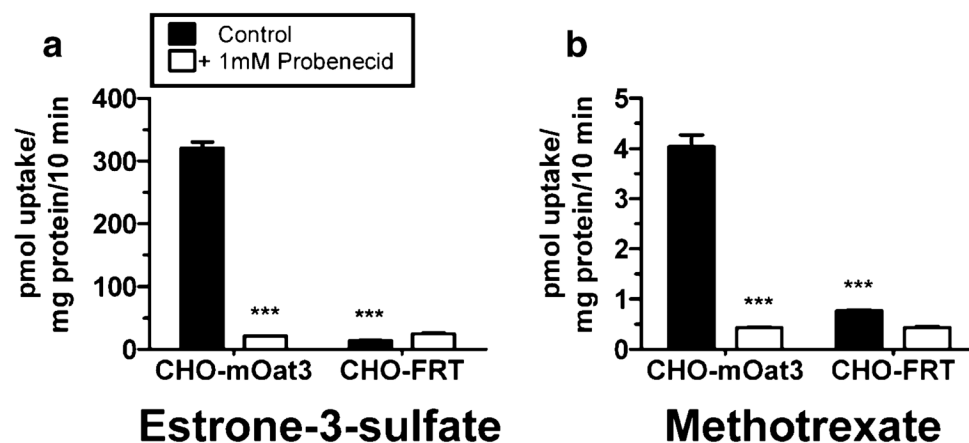 a
Control
+ 1mM Probenecid
pmol uptake/
mg protein/10 min
400
300
200
100
0
***
***
CHO-mOat3 CHO-FRT
Estrone-3-sulfate
b
pmol uptake/
mg protein/10 min
5
4
3
2
1
0
***
***
CHO-mOat3 CHO-FRT
Methotrexate